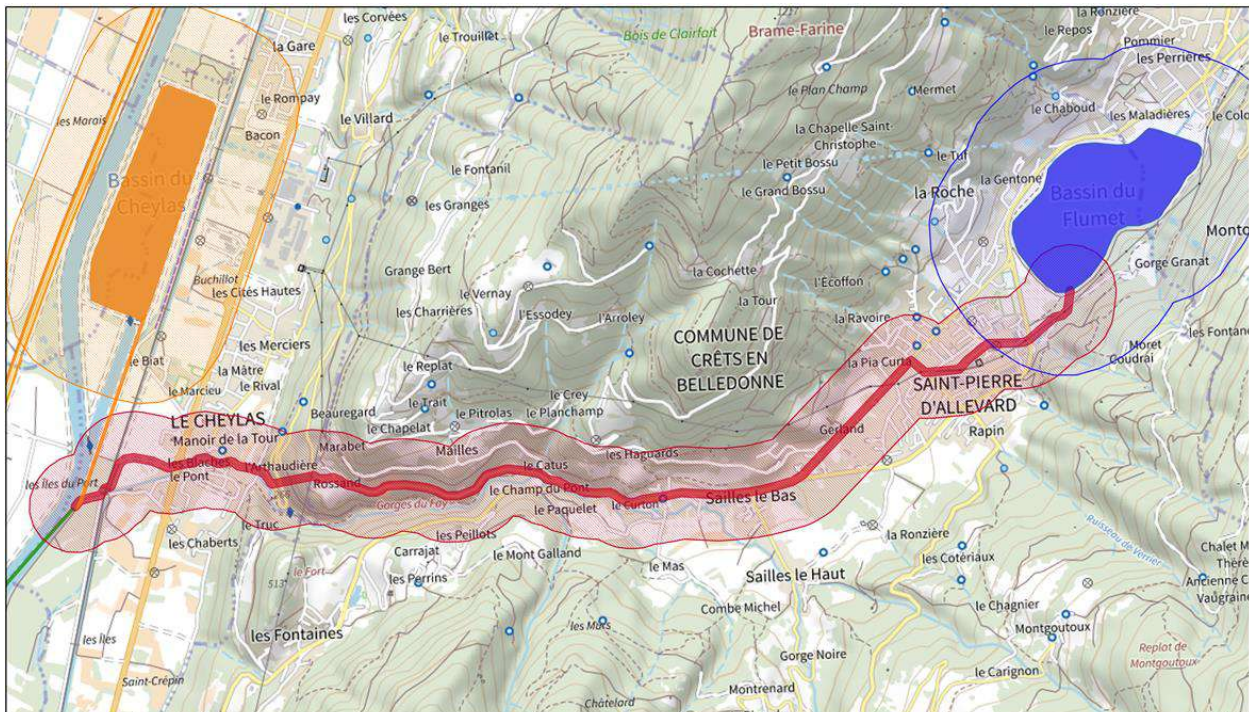 les Corvées
la Gare
le Trouillet
Bois de Clairfait
Brame-Farine
la Ronzière
le Repos
Pommier
les Perrières
le Plan Champ
Mermet
le Chaboud
le Rompay
les Marais
Bacon
le Villard
la Chapelle Saint-
Christophe
les Maladières
le Fontanil
le Petit Bossu
le Tuf
la Gentone
Bassin du
Cheylas
le Grand Bossu
la Roche
Bassin du
Flumet
les Granges
Grange Bert
la Cochette
l'Écoffon
Gorge Granat
Buchillot
les Cités Hautes
le Vernay
les Charrières
l'Essodey
l'Arroley
la Tour
la Ravoire
COMMUNE DE
CRÊTS EN
BELLEDONNE
les Merciers
le Biat
la Mâtre
le Rival
le Marcieu
le Replat
la Pia Curta
Moret
Coudrai
SAINT-PIERRE
D'ALLEVARD
le Crey
le Trait
Beauregard
le Pitrolas
le Planchamp
le Chapelat
LE CHEYLAS
Manoir de la Tour
Marabet
Mailles
les Haguards
Gerland
Rapin
les Blaches
le Pont
l'Arthaudière
Rossand
le Catus
les Îles du Port
le Champ du Pont
Sailles le Bas
Gorges du Fay
le Paquelet
le Curton
le Truc
les Peillots
les Chaberts
Carrajat
le Mont Galland
la Ronzière
les Cotériaux
Ruisseau de Verrier
le Fort
513
les Perrins
le Mas
Sailles le Haut
Combe Michel
le Chagnier
Montgoutoux
les Îles
les Fontaines
les Murs
Gorge Noire
Replat de
Montgoutoux
le Carignon
Saint-Crépin
Montrenard
Châtelard